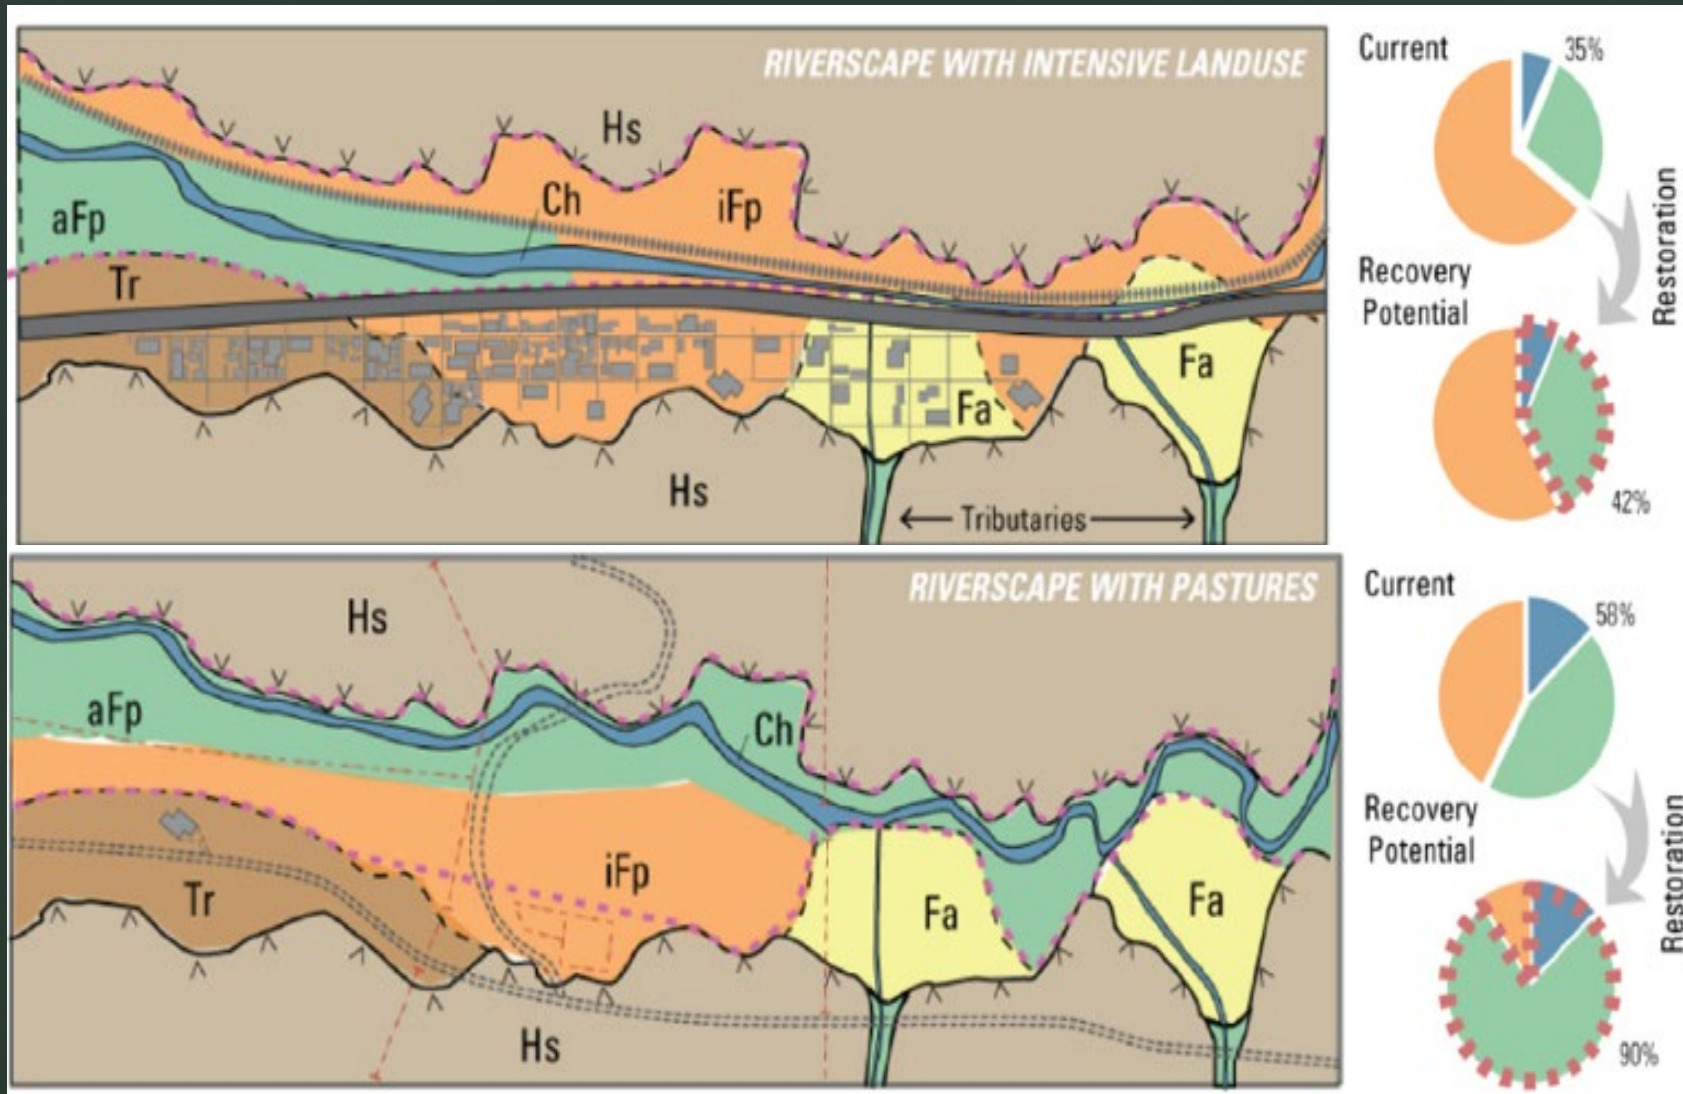 RIVERSCAPE WITH INTENSIVE LANDUSE
Hs
Ch
iFp
aFp
Tr
Fa
Fa
Hs
Tributaries
Current
35%
Restoration
Recovery
Potential
42%
RIVERSCAPE WITH PASTURES
Hs
aFp
Ch
iFp
Tr
Fa
Fa
Hs
Current
58%
Recovery
Potential
Restoration
90%